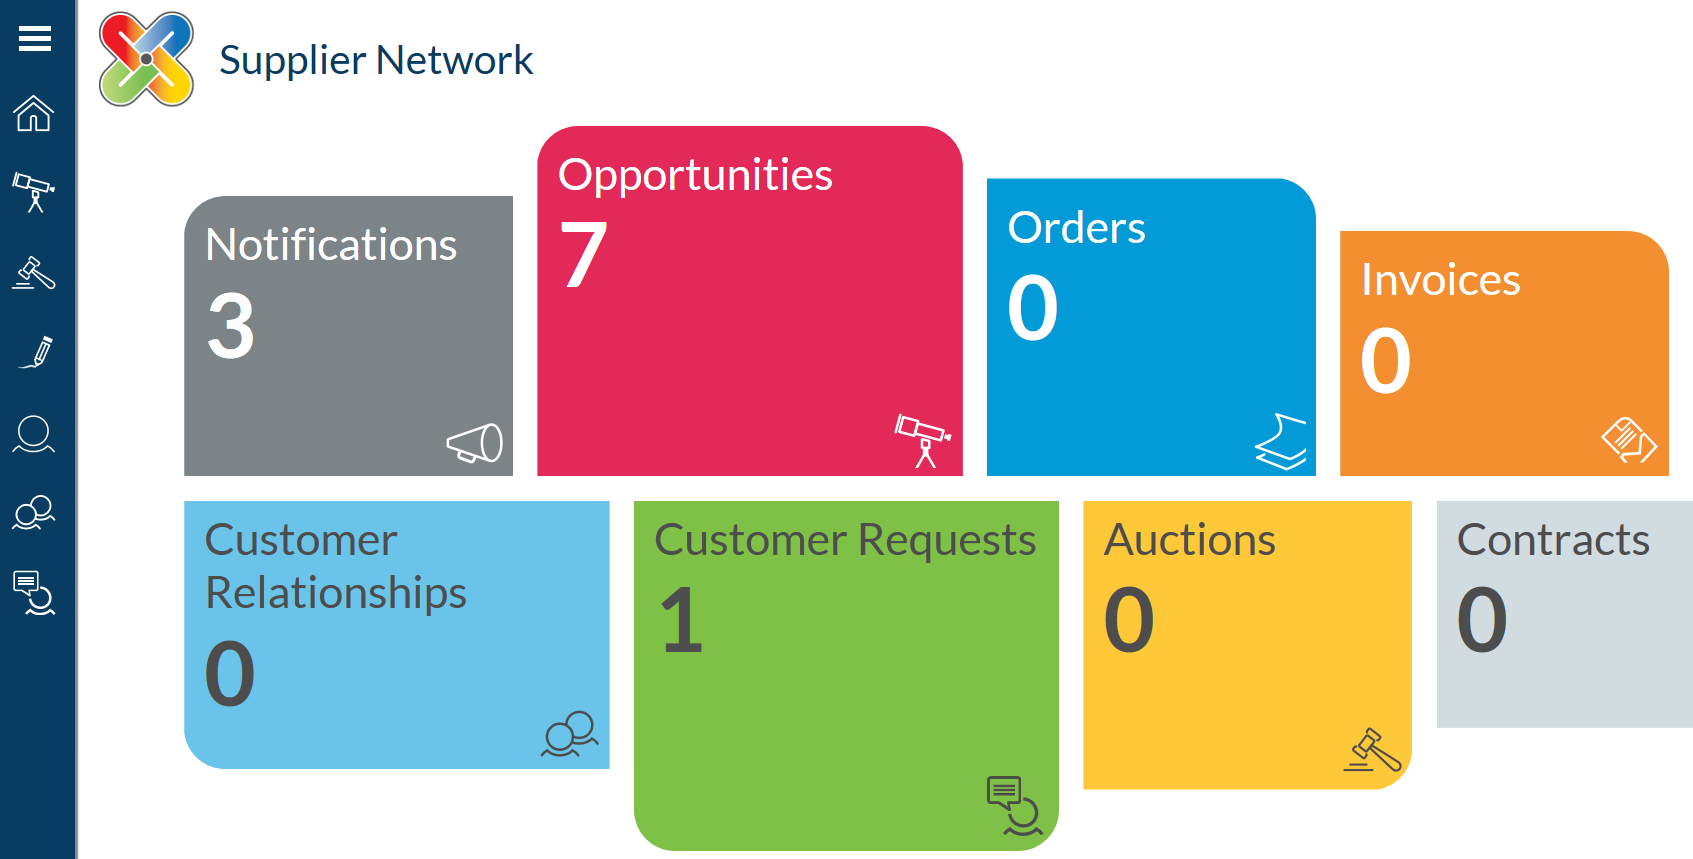 Supplier Network
Notifications
3
Opportunities
7
Orders
0
Invoices
0
Customer
Relationships
0
Customer Requests
1
Auctions
0
Contracts
0